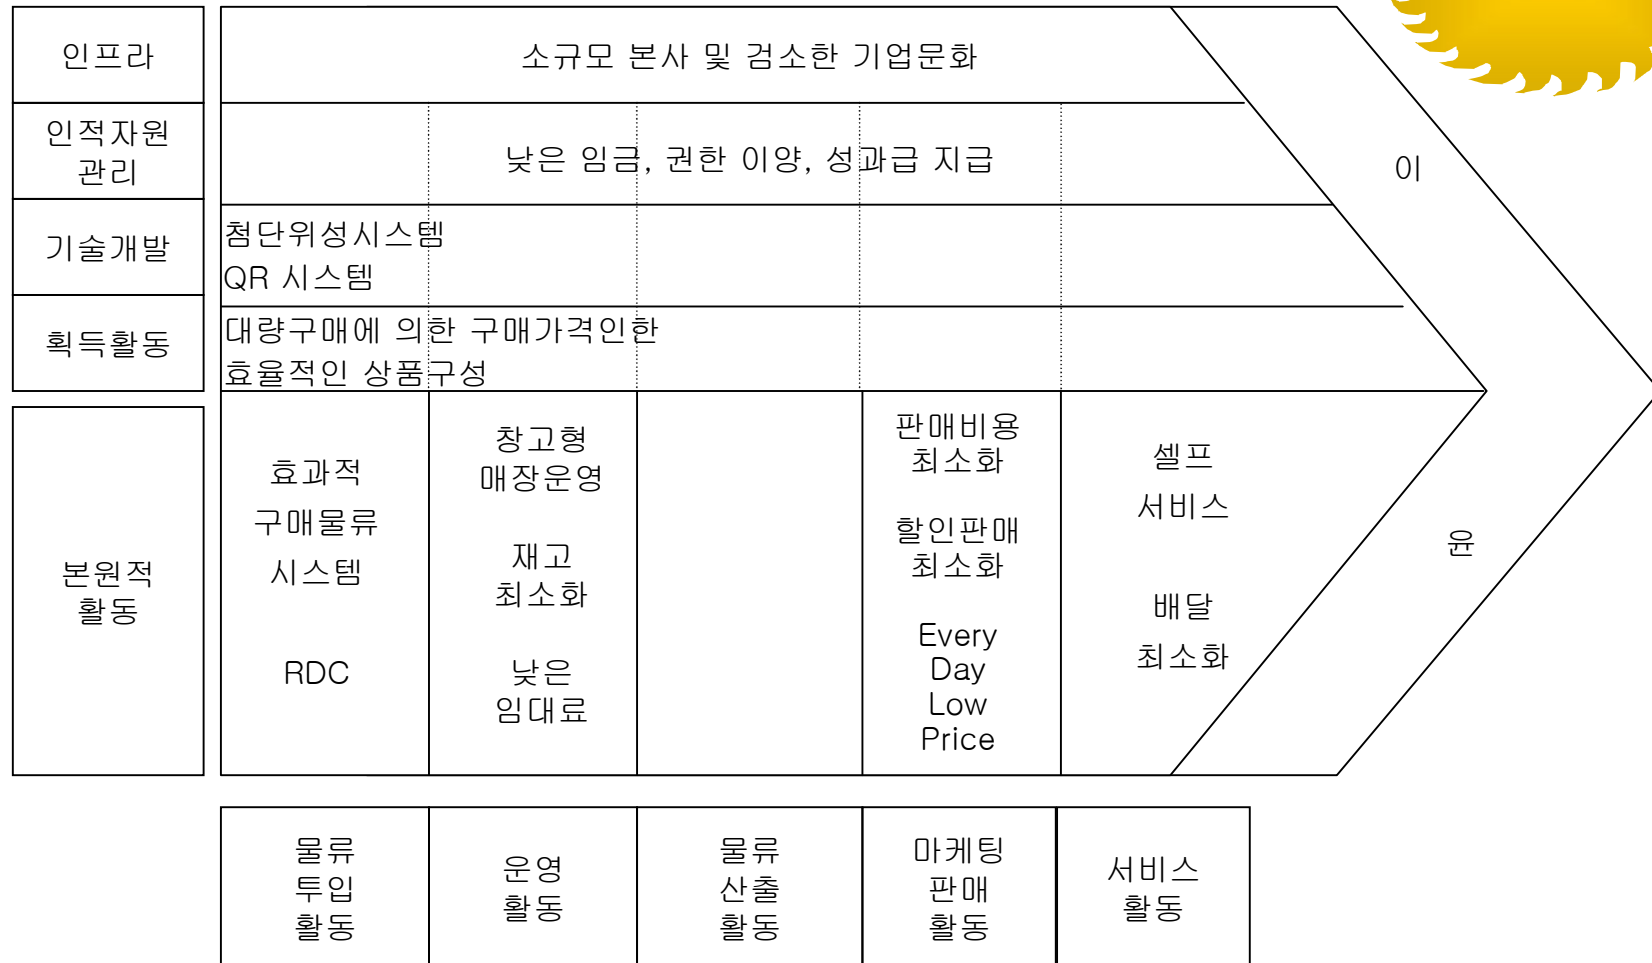 인프라
소규모 본사 및 검소한 기업문화
인적자원
관리
낮은 임금, 권한 이양, 성과급 지급
기술개발
첨단위성시스템
QR 시스템
획득활동
대량구매에 의한 구매가격인한
효율적인 상품구성
이
윤
본원적
활동
효과적
구매물류
시스템
RDC
창고형
매장운영
재고
최소화
낮은
임대료
판매비용
최소화
할인판매
최소화
Every
Day
Low
Price
셀프
서비스
배달
최소화
물류
투입
활동
운영
활동
물류
산출
활동
마케팅
판매
활동
서비스
활동